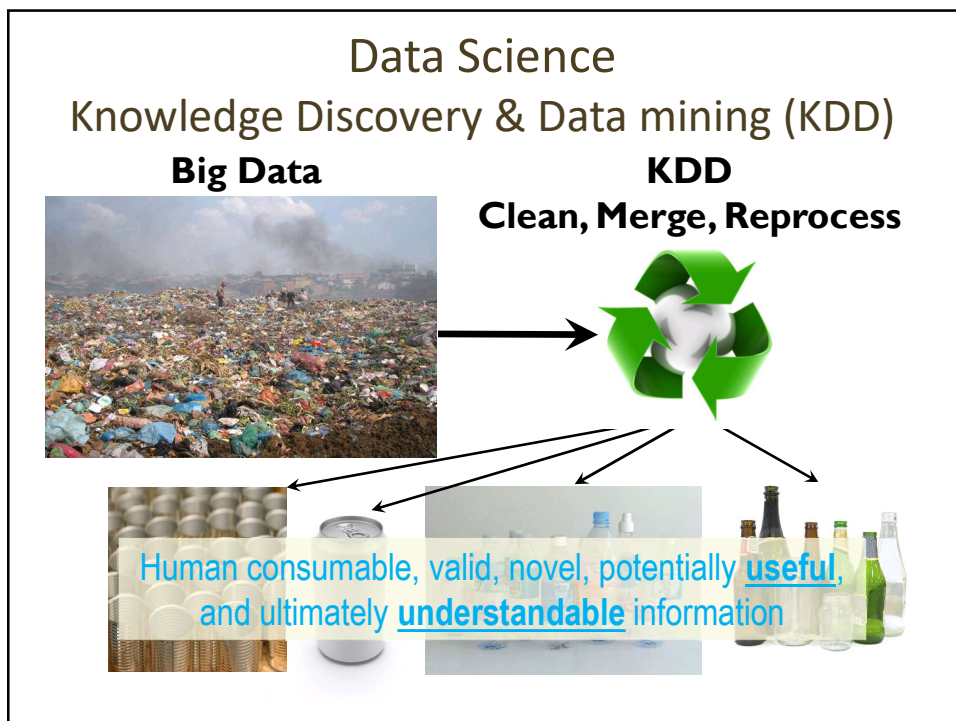 Data Science
Knowledge Discovery & Data mining (KDD)
Big Data
KDD
Clean, Merge, Reprocess
Human consumable, valid, novel, potentially useful,
and ultimately understandable information